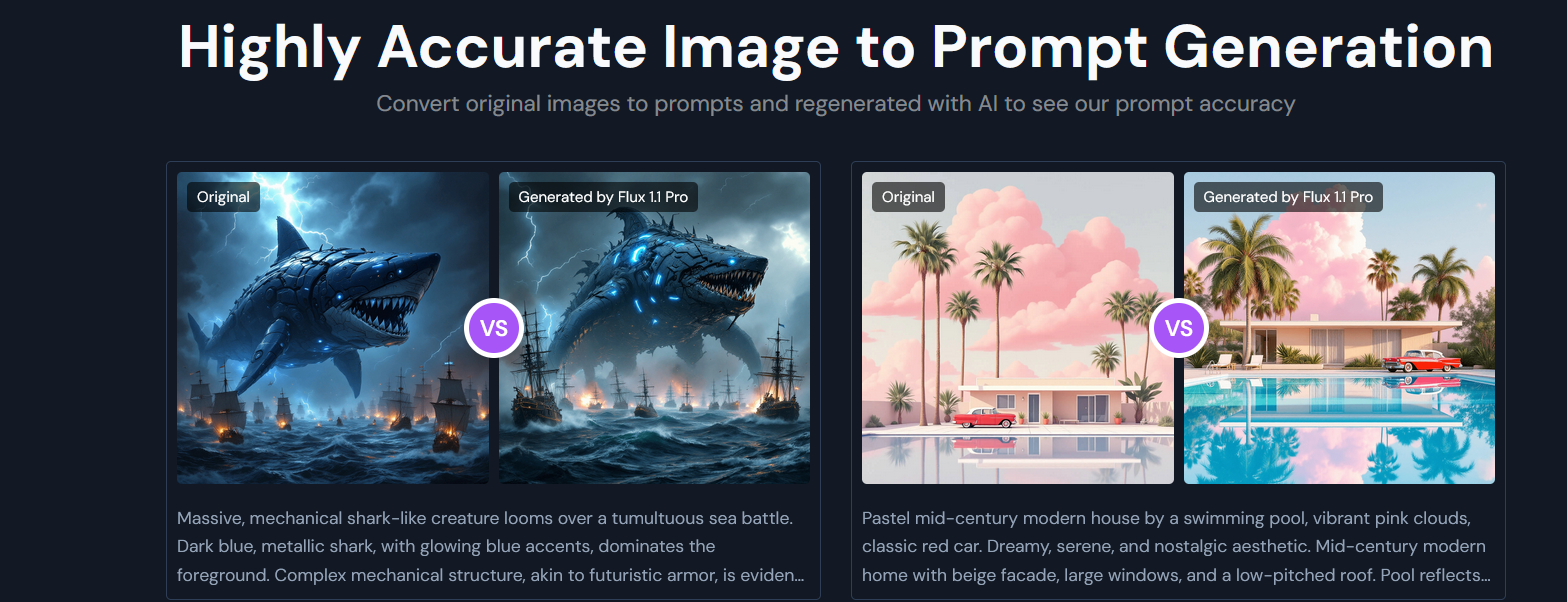 Highly Accurate Image to Prompt Generation
Convert original images to prompts and regenerated with AI to see our prompt accuracy
Original
Generated by Flux 1.1 Pro
VS
Massive, mechanical shark-like creature looms over a tumultuous sea battle.
Dark blue, metallic shark, with glowing blue accents, dominates the
foreground. Complex mechanical structure, akin to futuristic armor, is eviden...
Original
Generated by Flux 1.1 Pro
VS
Pastel mid-century modern house by a swimming pool, vibrant pink clouds,
classic red car. Dreamy, serene, and nostalgic aesthetic. Mid-century modern
home with beige facade, large windows, and a low-pitched roof. Pool reflects...